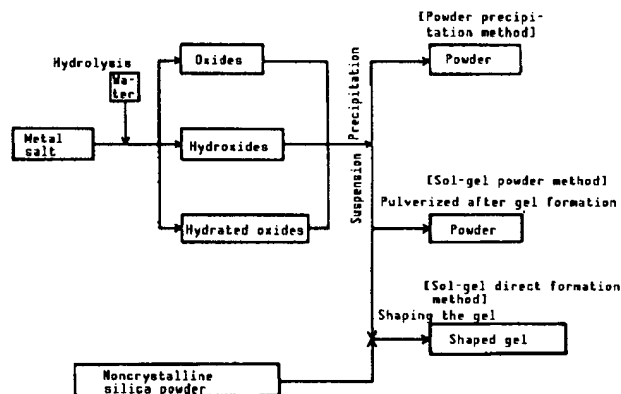 [Powder precipi-
tation method]
Hydrolysis
Wa-
ter
Oxides
Powder
Precipitation
Metal
salt
Hydroxides
Suspension
[Sol-gel powder method]
Pulverized after gel formation
Hydrated oxides
Powder
[Sol-gel direct formation
method]
Shaping the gel
Shaped gel
Noncrystalline
silica powder